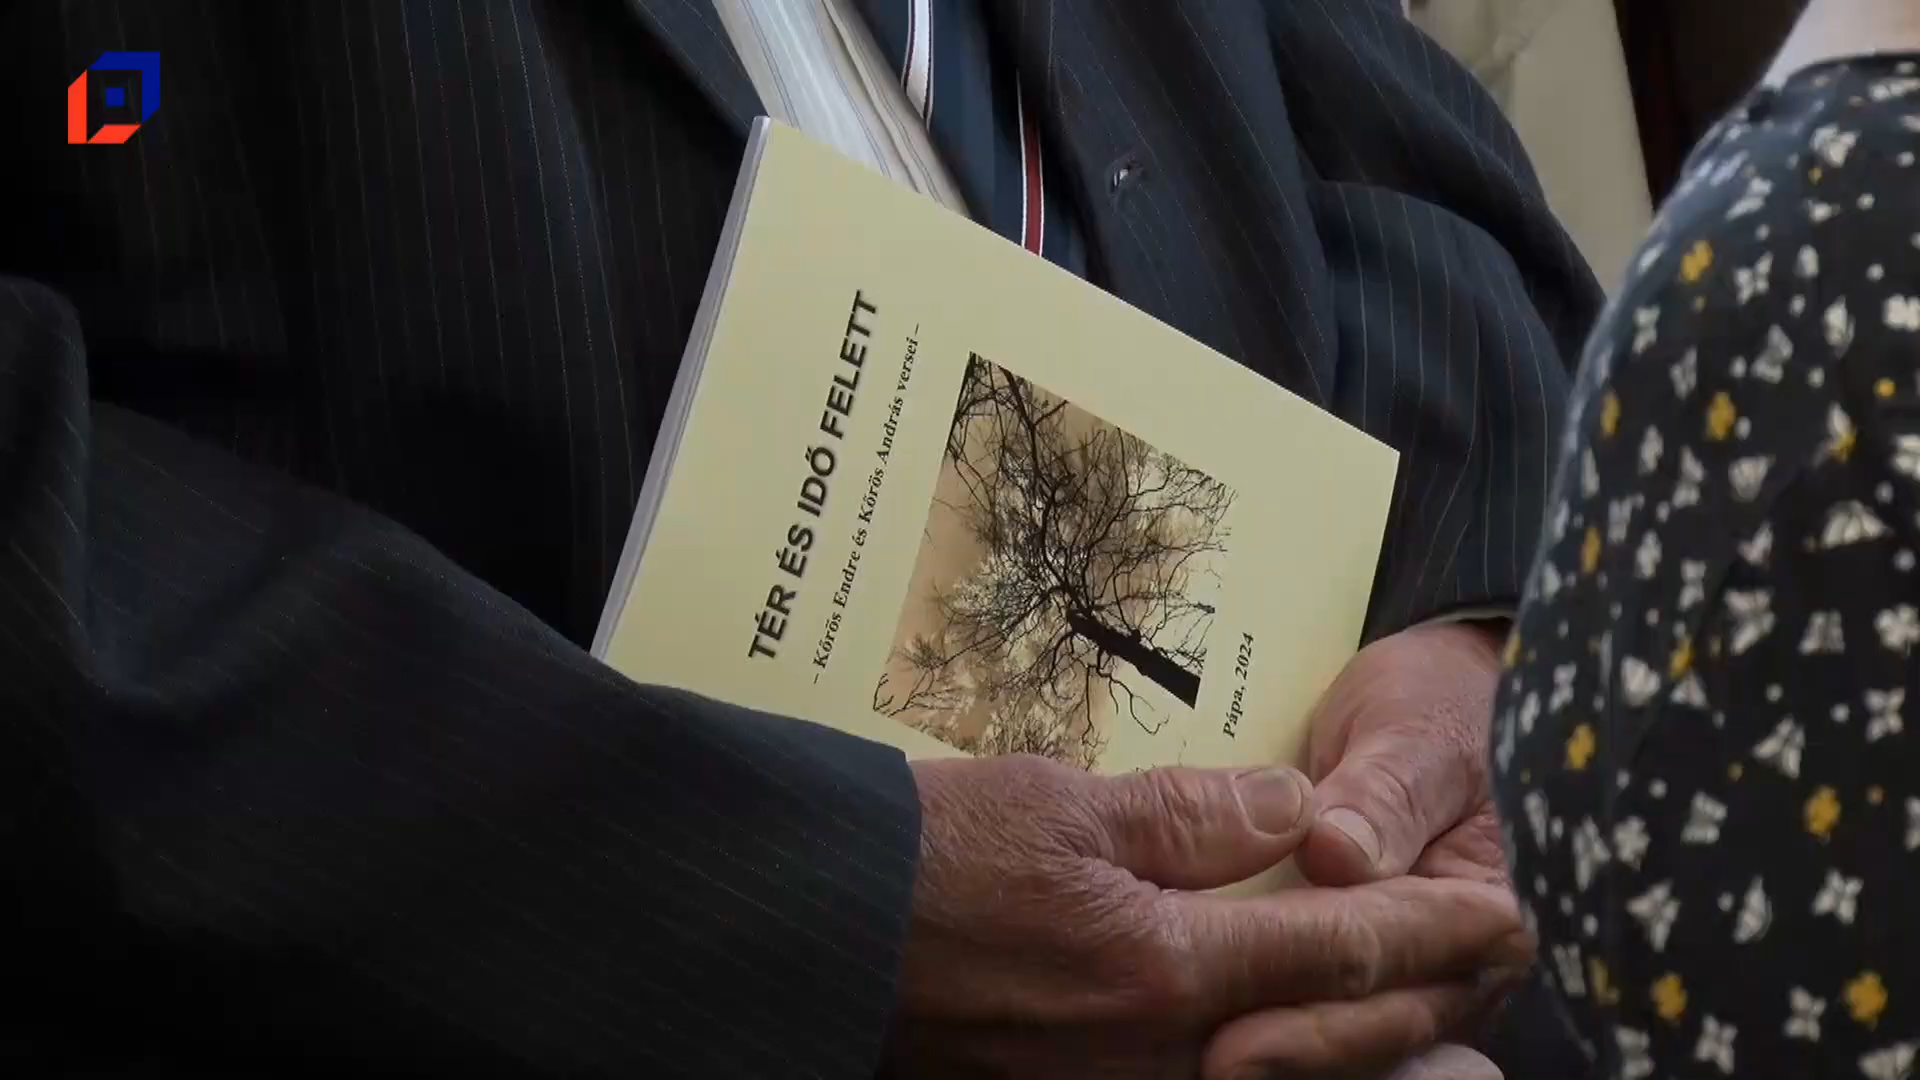 TÉR ÉS IDŐ FELETT
– Kőrös Endre és Kőrös András versei –
Pápa, 2024